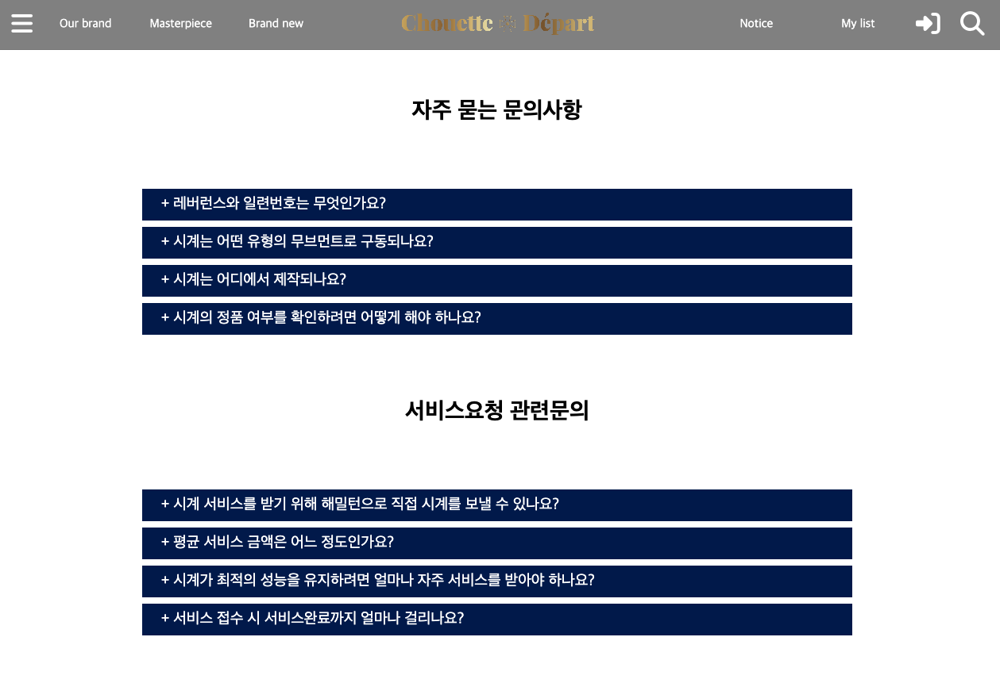 Our brand Masterpiece Brand new Chouette Départ Notice My list
자주 묻는 문의사항
+ 레버런스와 일련번호는 무엇인가요?
+ 시계는 어떤 유형의 무브먼트로 구동되나요?
+ 시계는 어디에서 제작되나요?
+ 시계의 정품 여부를 확인하려면 어떻게 해야 하나요?
서비스요청 관련문의
+ 시계 서비스를 받기 위해 해밀턴으로 직접 시계를 보낼 수 있나요?
+ 평균 서비스 금액은 어느 정도인가요?
+ 시계가 최적의 성능을 유지하려면 얼마나 자주 서비스를 받아야 하나요?
+ 서비스 접수 시 서비스완료까지 얼마나 걸리나요?